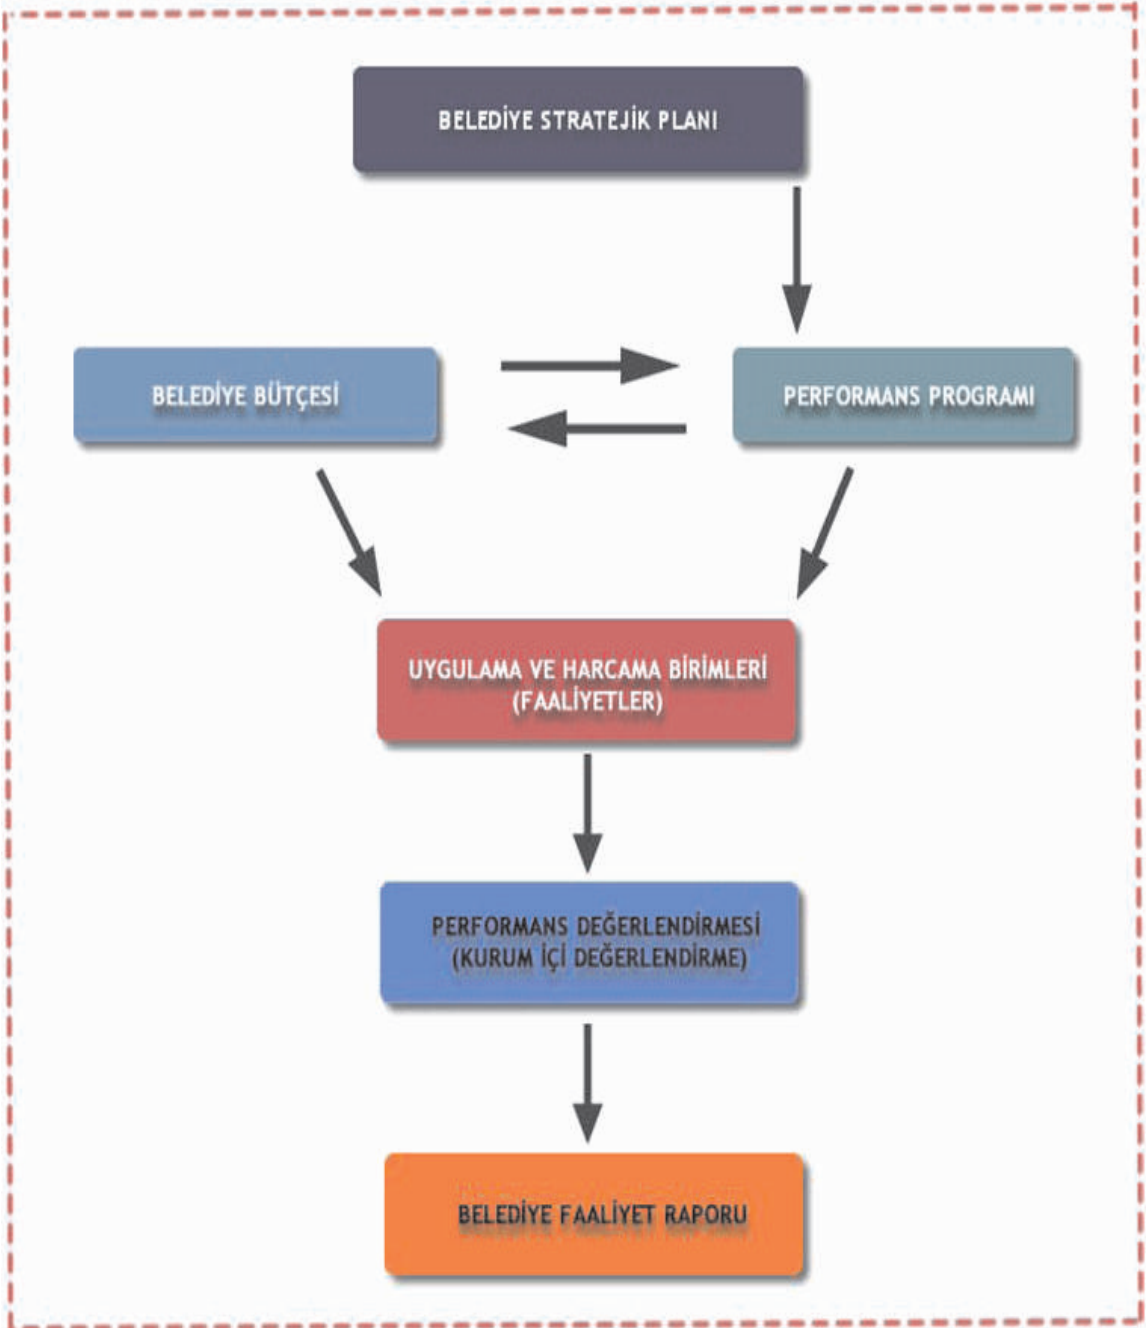 BELEDİYE STRATEJİK PLANI
BELEDİYE BÜTÇESİ
PERFORMANS PROGRAMI
UYGULAMA VE HARCAMA BİRİMLERİ
(FAALİYETLER)
PERFORMANS DEĞERLENDİRMESİ
(KURUM İÇİ DEĞERLENDİRME)
BELEDİYE FAALİYET RAPORU